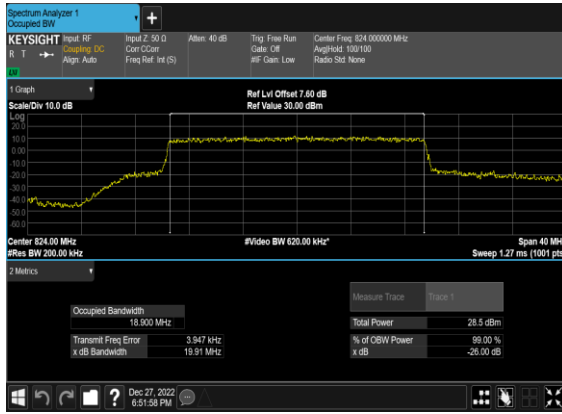 Spectrum Analyzer 1
Occupied BW
KEYSIGHT
R T
LU
Input: RF
Coupling: DC
Align: Auto
Input Z: 50 Ω
Corr CCorr
Freq Ref: Int (S)
Atten: 40 dB
Trig: Free Run
Gate: Off
#IF Gain: Low
Center Freq: 824.000000 MHz
Avg|Hold: 100/100
Radio Std: None
1 Graph
Scale/Div 10.0 dB
Ref Lvl Offset 7.60 dB
Ref Value 30.00 dBm
Log
20.0
10.0
0.00
-10.0
-20.0
-30.0
-40.0
-50.0
-60.0
Center 824.00 MHz
#Res BW 200.00 kHz
#Video BW 620.00 kHz*
Span 40 MH
Sweep 1.27 ms (1001 pts
2 Metrics
Measure Trace Trace 1
Occupied Bandwidth
18.900 MHz
Total Power 28.5 dBm
Transmit Freq Error 3.947 kHz
% of OBW Power 99.00 %
x dB Bandwidth 19.91 MHz
x dB -26.00 dB
Dec 27, 2022
6:51:58 PM